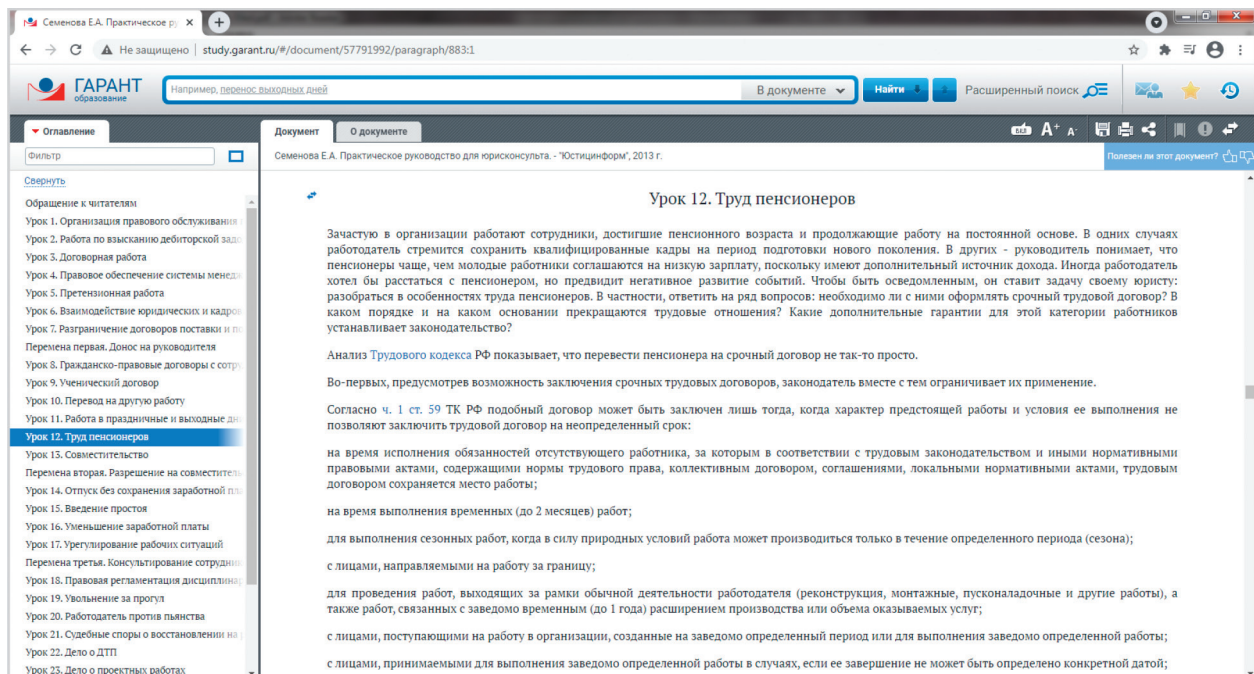 Семенова Е.А. Практическое ру
Не защищено | study.garant.ru/#/document/57791992/paragraph/883:1
ГАРАНТ
образование
Например, перенос выходных дней
В документе
Найти
Расширенный поиск
Оглавление
Документ
О документе
A+ A-
Фильтр
Семенова Е.А. Практическое руководство для юрисконсульта. - "Юстицинформ", 2013 г.
Полезен ли этот документ?
Свернуть
Обращение к читателям
Урок 1. Организация правового обслуживания
Урок 2. Работа по взысканию дебиторской задо
Урок 3. Договорная работа
Урок 4. Правовое обеспечение системы менедж
Урок 5. Претензионная работа
Урок 6. Взаимодействие юридических и кадров
Урок 7. Разграничение договоров поставки и по
Перемена первая. Донос на руководителя
Урок 8. Гражданско-правовые договоры с сотру
Урок 9. Ученический договор
Урок 10. Перевод на другую работу
Урок 11. Работа в праздничные и выходные дн
Урок 12. Труд пенсионеров
Урок 13. Совместительство
Перемена вторая. Разрешение на совместитель
Урок 14. Отпуск без сохранения заработной пла
Урок 15. Введение простоя
Урок 16. Уменьшение заработной платы
Урок 17. Урегулирование рабочих ситуаций
Перемена третья. Консультирование сотрудни
Урок 18. Правовая регламентация дисциплинар
Урок 19. Увольнение за прогул
Урок 20. Работодатель против пьянства
Урок 21. Судебные споры о восстановлении на
Урок 22. Дело о ДТП
Урок 23. Дело о проектных работах
Урок 12. Труд пенсионеров
Зачастую в организации работают сотрудники, достигшие пенсионного возраста и продолжающие работу на постоянной основе. В одних случаях
работодатель стремится сохранить квалифицированные кадры на период подготовки нового поколения. В других - руководитель понимает, что
пенсионеры чаще, чем молодые работники соглашаются на низкую зарплату, поскольку имеют дополнительный источник дохода. Иногда работодатель
хотел бы расстаться с пенсионером, но предвидит негативное развитие событий. Чтобы быть осведомленным, он ставит задачу своему юристу:
разобраться в особенностях труда пенсионеров. В частности, ответить на ряд вопросов: необходимо ли с ними оформлять срочный трудовой договор? В
каком порядке и на каком основании прекращаются трудовые отношения? Какие дополнительные гарантии для этой категории работников
устанавливает законодательство?
Анализ Трудового кодекса РФ показывает, что перевести пенсионера на срочный договор не так-то просто.
Во-первых, предусмотрев возможность заключения срочных трудовых договоров, законодатель вместе с тем ограничивает их применение.
Согласно ч. 1 ст. 59 ТК РФ подобный договор может быть заключен лишь тогда, когда характер предстоящей работы и условия ее выполнения не
позволяют заключить трудовой договор на неопределенный срок:
на время исполнения обязанностей отсутствующего работника, за которым в соответствии с трудовым законодательством и иными нормативными
правовыми актами, содержащими нормы трудового права, коллективным договором, соглашениями, локальными нормативными актами, трудовым
договором сохраняется место работы;
на время выполнения временных (до 2 месяцев) работ;
для выполнения сезонных работ, когда в силу природных условий работа может производиться только в течение определенного периода (сезона);
с лицами, направляемыми на работу за границу;
для проведения работ, выходящих за рамки обычной деятельности работодателя (реконструкция, монтажные, пусконаладочные и другие работы), а
также работ, связанных с заведомо временным (до 1 года) расширением производства или объема оказываемых услуг;
с лицами, поступающими на работу в организации, созданные на заведомо определенный период или для выполнения заведомо определенной работы;
с лицами, принимаемыми для выполнения заведомо определенной работы в случаях, если ее завершение не может быть определено конкретной датой;